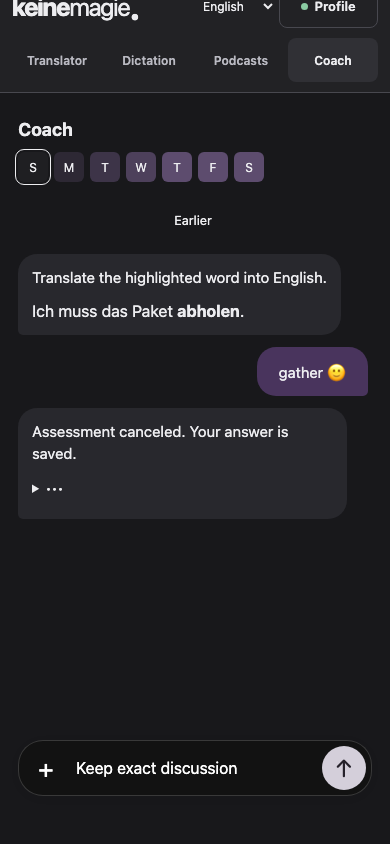 keinemagie.
English
Profile
Translator
Dictation
Podcasts
Coach
Coach
S M T W T F S
Earlier
Translate the highlighted word into English.
Ich muss das Paket abholen.
gather 🙂
Assessment canceled. Your answer is
saved.
Keep exact discussion